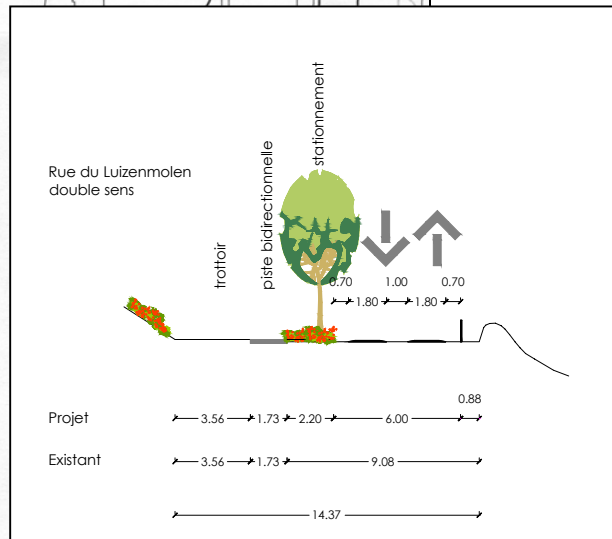 stationnement
Rue du Luizenmolen
double sens
piste bidirectionnelle
trottoir
0.70 1.00 0.70
1.80 1.80
0.88
Projet 3.56 1.73 2.20 6.00
Existant 3.56 1.73 9.08
14.37